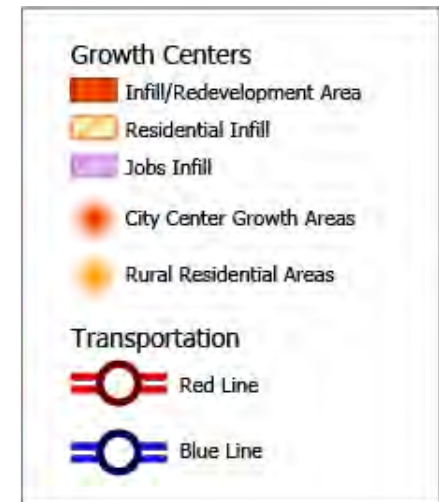 Growth Centers
Infill/Redevelopment Area
Residential Infill
Jobs Infill
City Center Growth Areas
Rural Residential Areas
Transportation
Red Line
Blue Line